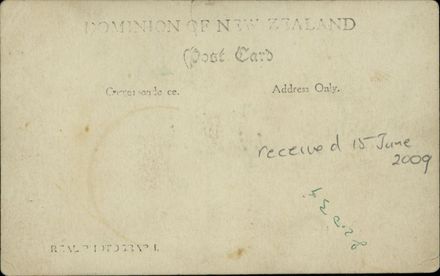 DOMINION OF NEW ZEALAND
Post Card
Correspondence.
Address Only.
received 15 June
2009
REAL PHOTOGRAPH.